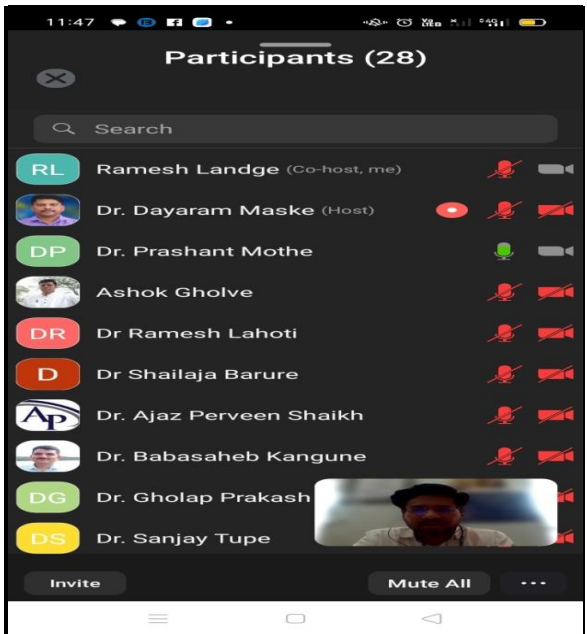 11:47
Participants (28)
Search
RL Ramesh Landge (Co-host, me)
Dr. Dayaram Maske (Host)
DP Dr. Prashant Mothe
Ashok Gholve
DR Dr Ramesh Lahoti
D Dr Shailaja Barure
AP Dr. Ajaz Perveen Shaikh
Dr. Babasaheb Kangune
DG Dr. Gholap Prakash
DS Dr. Sanjay Tupe
Invite Mute All